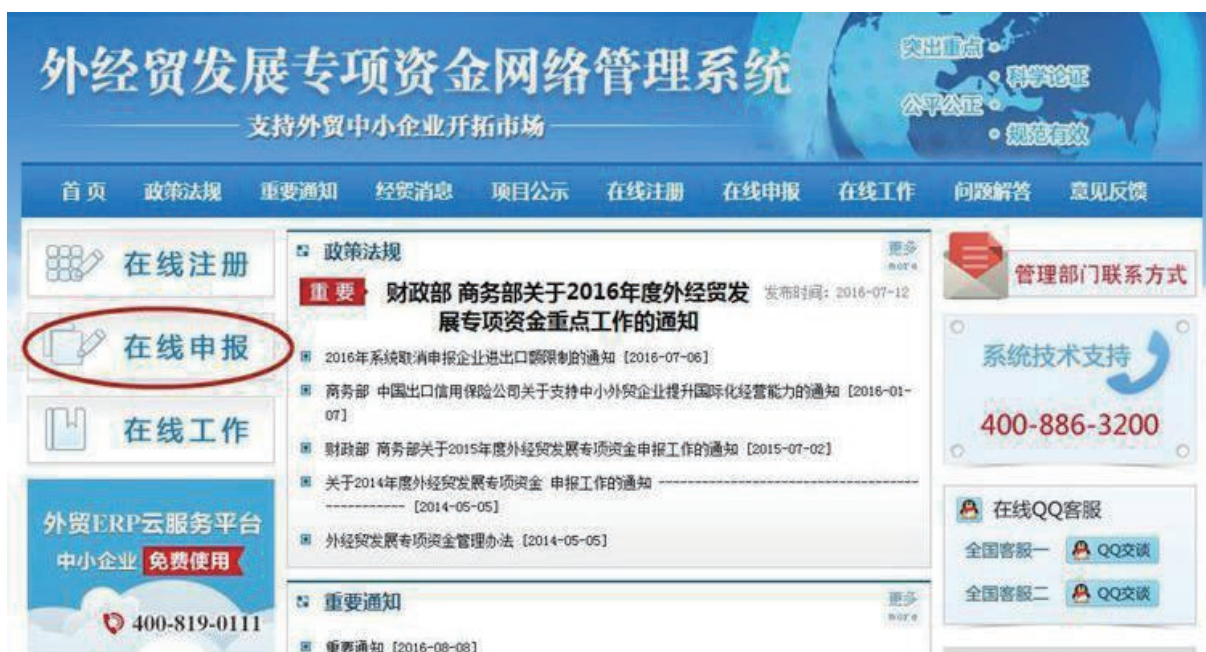 外经贸发展专项资金网络管理系统
支持外贸中小企业开拓市场
突出重点
科学论证
公平公正
规范有效
首页 政策法规 重要通知 经贸消息 项目公示 在线注册 在线申报 在线工作 问题解答 意见反馈
在线注册
在线申报
在线工作
外贸ERP云服务平台
中小企业 免费使用
400-819-0111
政策法规
更多
more
重要 财政部 商务部关于2016年度外经贸发 发布时间: 2016-07-12
展专项资金重点工作的通知
2016年系统取消申报企业进出口额限制的通知 [2016-07-06]
商务部 中国出口信用保险公司关于支持中小外贸企业提升国际化经营能力的通知 [2016-01-
07]
财政部 商务部关于2015年度外经贸发展专项资金申报工作的通知 [2015-07-02]
关于2014年度外经贸发展专项资金 申报工作的通知 ------------------------------------
----------- [2014-05-05]
外经贸发展专项资金管理办法 [2014-05-05]
重要通知
更多
more
重要通知 [2016-08-08]
管理部门联系方式
系统技术支持
400-886-3200
在线QQ客服
全国客服一 QQ交谈
全国客服二 QQ交谈